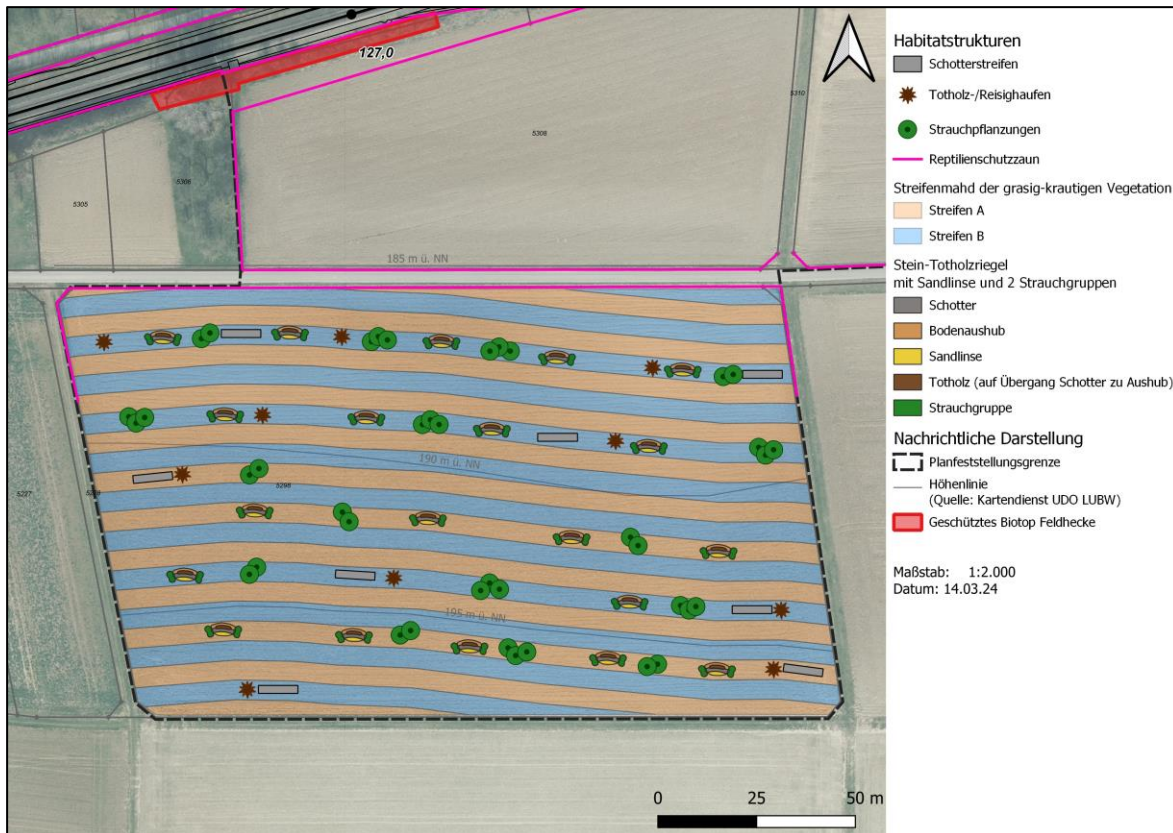 127,0
5310
5308
5306
5305
185 m ü. NN
190 m ü. NN
5227
5296
195 m ü. NN
0 25 50 m
Habitatstrukturen
Schotterstreifen
Totholz-/Reisighaufen
Strauchpflanzungen
Reptilienschutzzaun
Streifenmahd der grasig-krautigen Vegetation
Streifen A
Streifen B
Stein-Totholzriegel
mit Sandlinse und 2 Strauchgruppen
Schotter
Bodenaushub
Sandlinse
Totholz (auf Übergang Schotter zu Aushub)
Strauchgruppe
Nachrichtliche Darstellung
Planfeststellungsgrenze
Höhenlinie
(Quelle: Kartendienst UDO LUBW)
Geschütztes Biotop Feldhecke
Maßstab: 1:2.000
Datum: 14.03.24